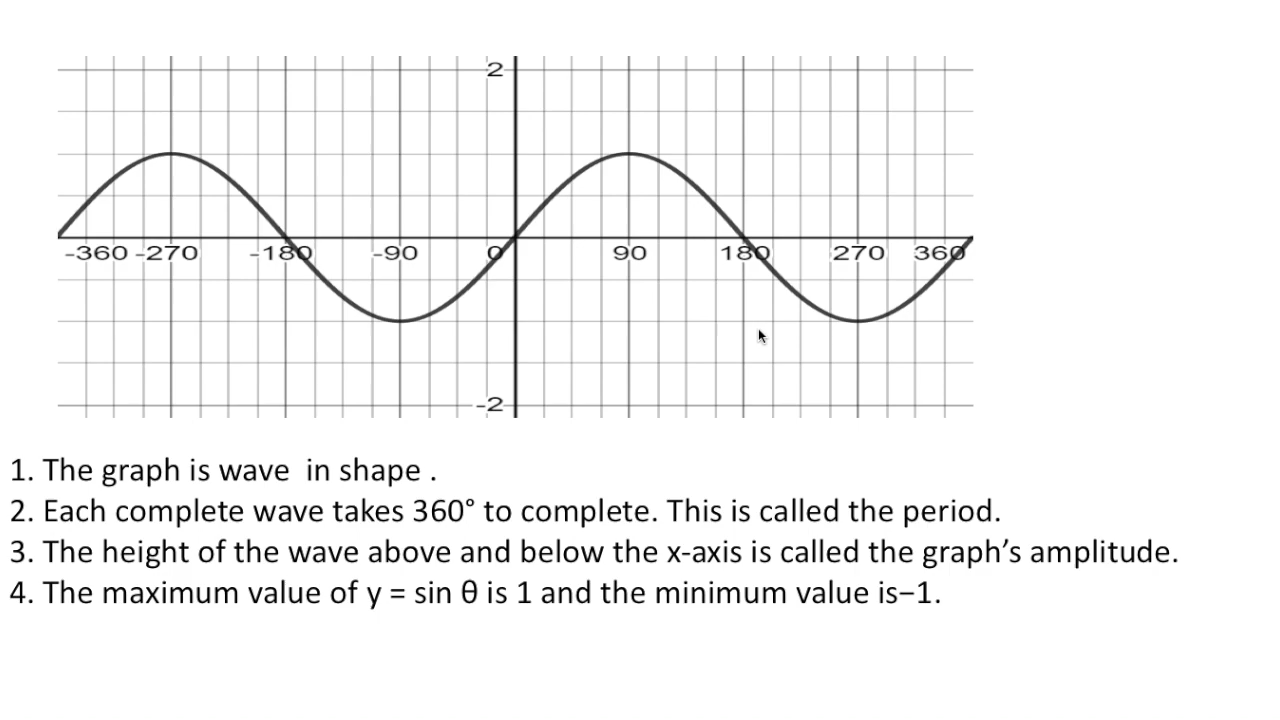 2
-360 -270 -180 -90 0 90 180 270 360
-2
1. The graph is wave  in shape .
2. Each complete wave takes 360° to complete. This is called the period.
3. The height of the wave above and below the x-axis is called the graph’s amplitude.
4. The maximum value of y = sin θ is 1 and the minimum value is−1.